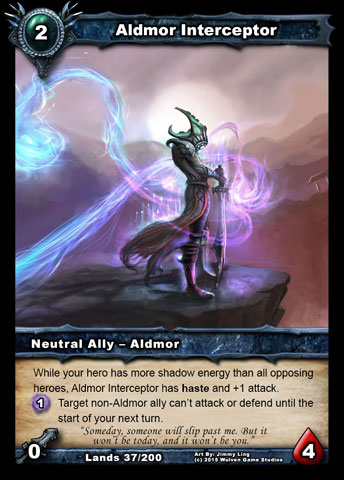 2
Aldmor Interceptor
Neutral Ally – Aldmor
While your hero has more shadow energy than all opposing
heroes, Aldmor Interceptor has haste and +1 attack.
1 Target non-Aldmor ally can't attack or defend until the
start of your next turn.
"Someday, someone will slip past me. But it
won't be today, and it won't be you."
0
Lands 37/200
Art By: Jimmy Ling
(c) 2015 Wulven Game Studios
4